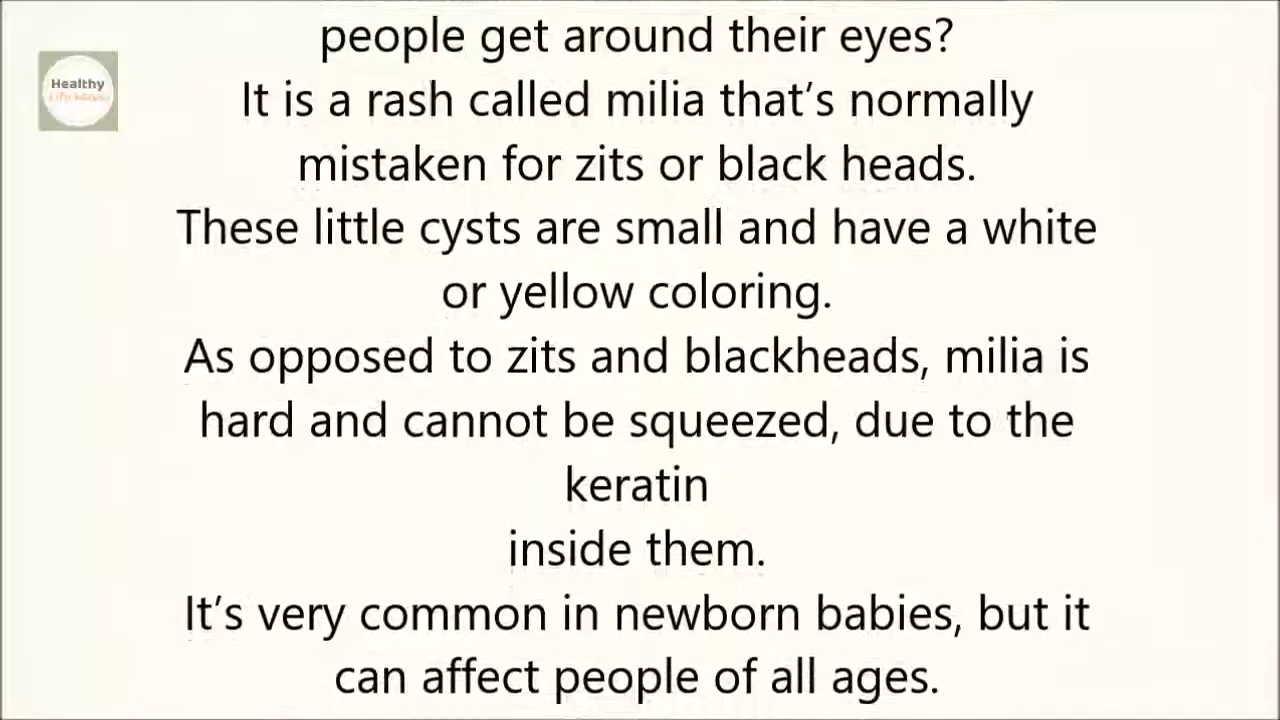 people get around their eyes?
Healthy
It is a rash called milia that's normally
mistaken for zits or black heads.
These little cysts are small and have a white
or yellow coloring.
As opposed to zits and blackheads, milia is
hard and cannot be squeezed, due to the
keratin
inside them.
It's very common in newborn babies, but it
can affect people of all ages.